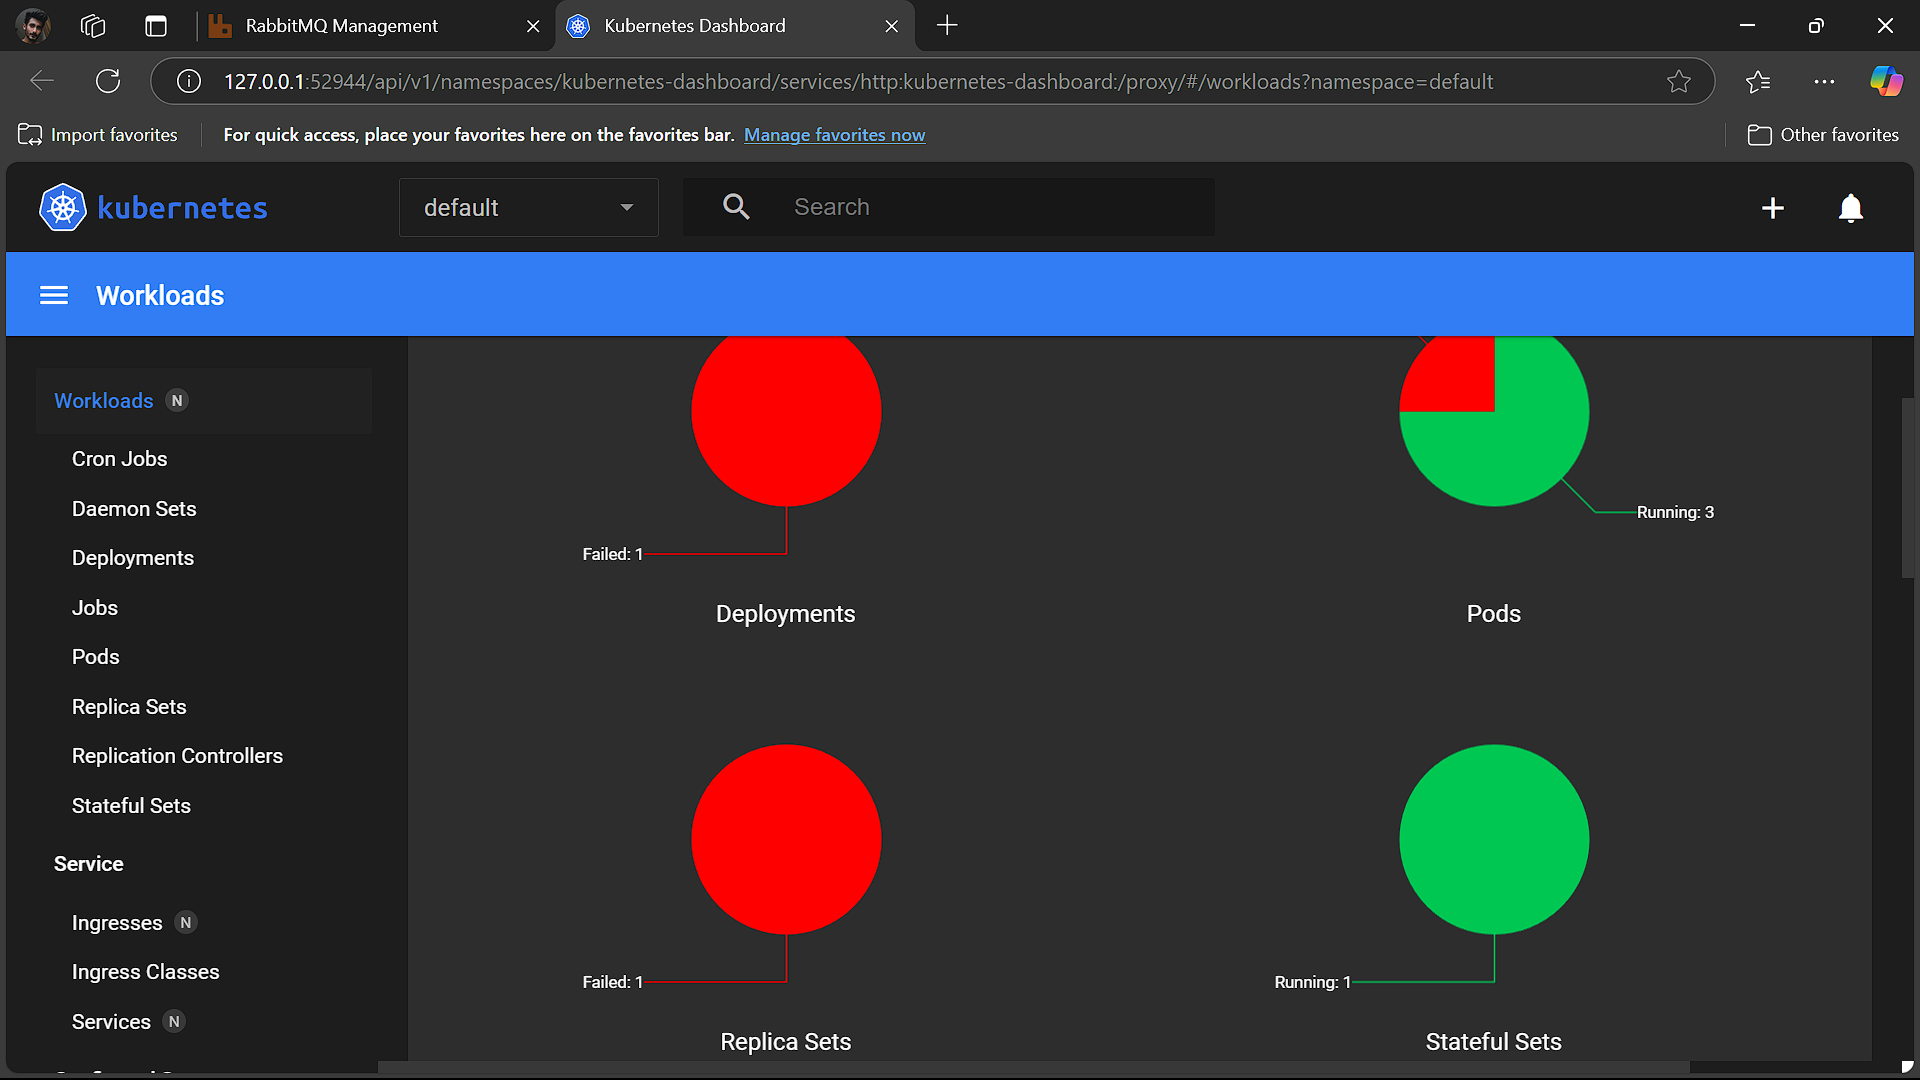 RabbitMQ Management
Kubernetes Dashboard
127.0.0.1:52944/api/v1/namespaces/kubernetes-dashboard/services/http:kubernetes-dashboard:/proxy/#/workloads?namespace=default
Import favorites
For quick access, place your favorites here on the favorites bar. Manage favorites now
Other favorites
kubernetes
default
Search
Workloads
Workloads N
Cron Jobs
Daemon Sets
Deployments
Jobs
Pods
Replica Sets
Replication Controllers
Stateful Sets
Service
Ingresses N
Ingress Classes
Services N
Failed: 1
Deployments
Running: 3
Pods
Failed: 1
Replica Sets
Running: 1
Stateful Sets